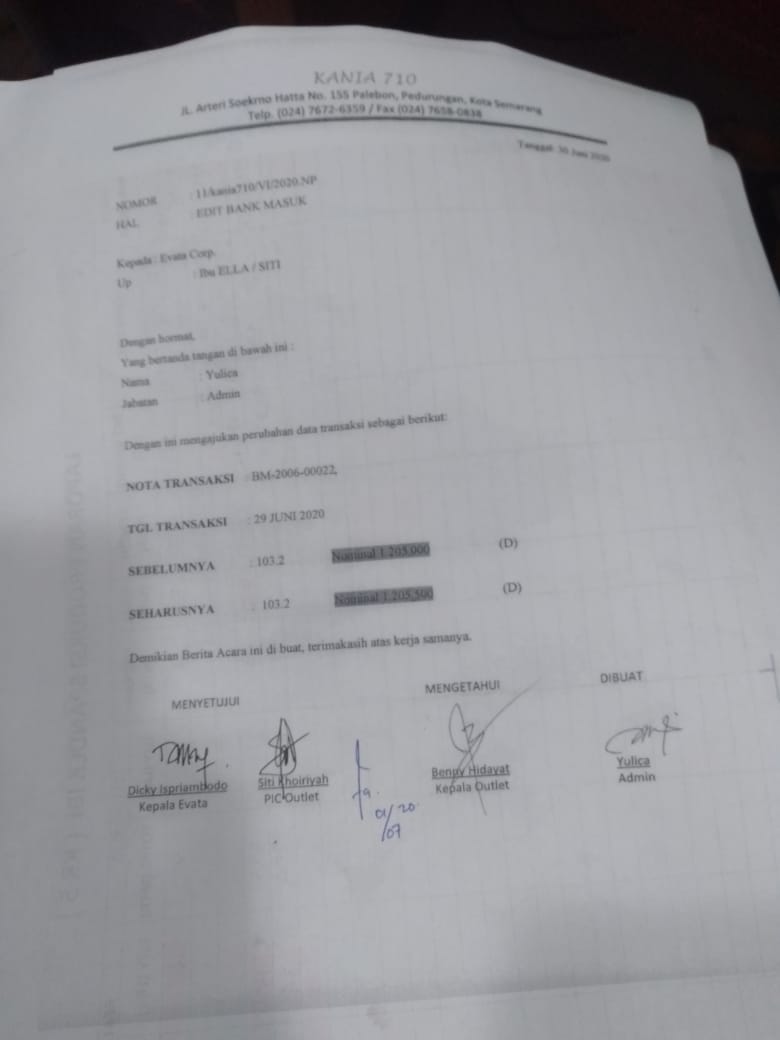 KANIA 710
JL. Arteri Soekrno Hatta No. 155 Palebon, Pedurungan, Kota Semarang
Telp. (024) 7672-6359 / Fax (024) 7658-0838
Tanggal: 30 Juni 2020
NOMOR : 11/kania710/VI/2020.NP
HAL : EDIT BANK MASUK
Kepada : Evata Corp.
Up : Ibu ELLA / SITI
Dengan hormat,
Yang bertanda tangan di bawah ini :
Nama : Yulica
Jabatan : Admin
Dengan ini mengajukan perubahan data transaksi sebagai berikut:
NOTA TRANSAKSI : BM-2006-00022,
TGL TRANSAKSI : 29 JUNI 2020
SEBELUMNYA : 103.2 Nominal 1.205.000 (D)
SEHARUSNYA : 103.2 Nominal 1.205.500 (D)
Demikian Berita Acara ini di buat, terimakasih atas kerja samanya.
MENYETUJUI MENGETAHUI DIBUAT
Dicky Ispriambodo Siti Khoiriyah Benny Hidayat Yulica
Kepala Evata PIC Outlet Kepala Outlet Admin
01/07 20